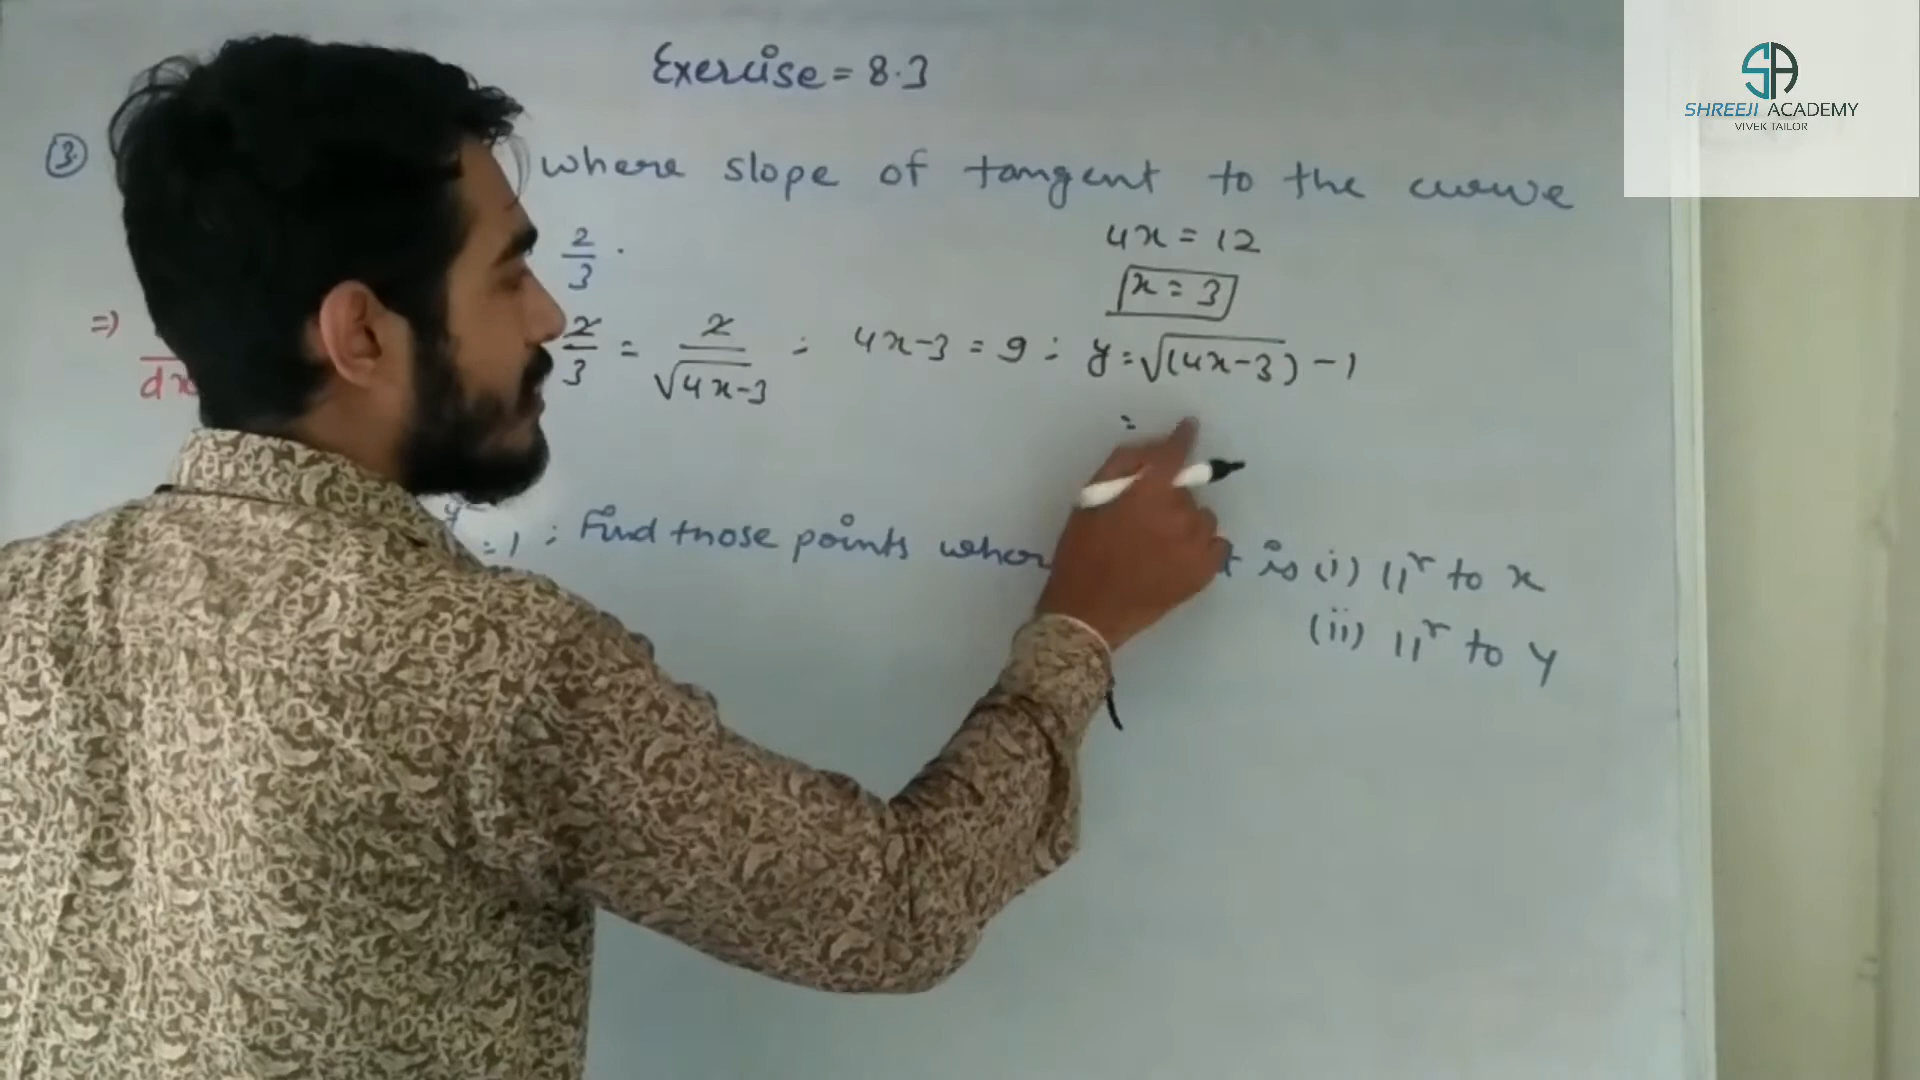 SHREEJI ACADEMY
VIVEK TAILOR
Exercise = 8.3
③ where slope of tangent to the curve
2/3 .
4x = 12
x = 3
=) dx 2/3 = 2/√4x-3 ∴ 4x-3 = 9 ∴ y = √(4x-3) - 1
=
= 1 ; Find those points where is (i) 11r to x
(ii) 11r to y